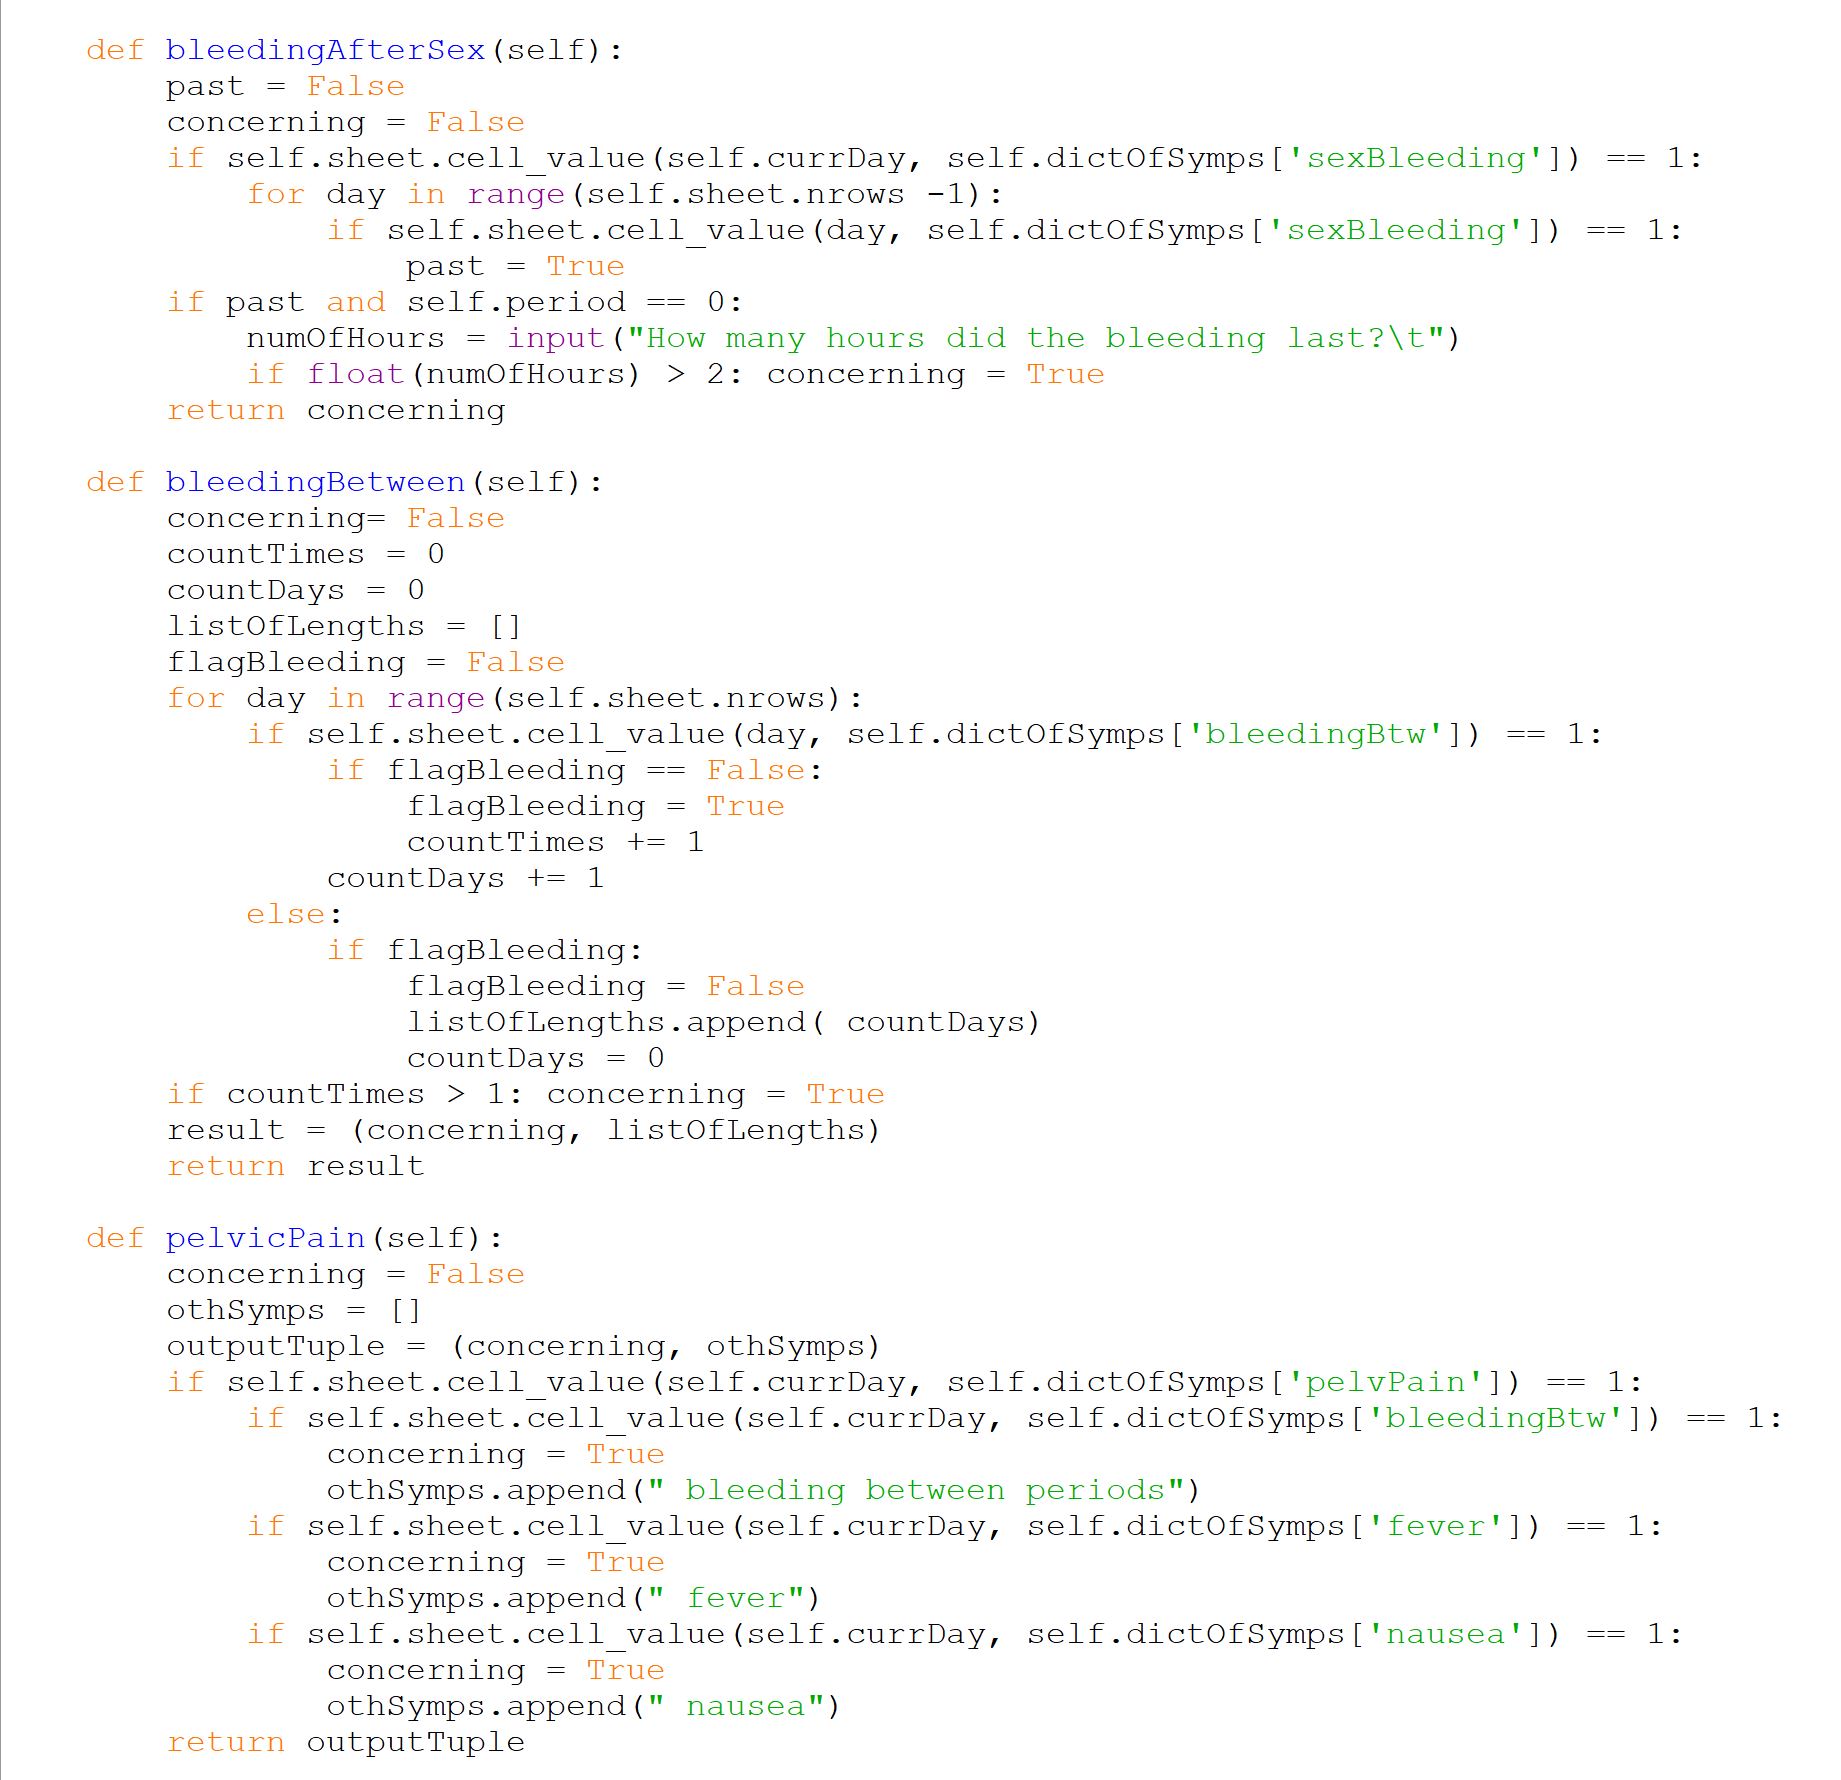 def bleedingAfterSex(self):
    past = False
    concerning = False
    if self.sheet.cell_value(self.currDay, self.dictOfSymps['sexBleeding']) == 1:
        for day in range(self.sheet.nrows -1):
            if self.sheet.cell_value(day, self.dictOfSymps['sexBleeding']) == 1:
                past = True
    if past and self.period == 0:
        numOfHours = input("How many hours did the bleeding last?\t")
        if float(numOfHours) > 2: concerning = True
    return concerning

def bleedingBetween(self):
    concerning= False
    countTimes = 0
    countDays = 0
    listOfLengths = []
    flagBleeding = False
    for day in range(self.sheet.nrows):
        if self.sheet.cell_value(day, self.dictOfSymps['bleedingBtw']) == 1:
            if flagBleeding == False:
                flagBleeding = True
                countTimes += 1
            countDays += 1
        else:
            if flagBleeding:
                flagBleeding = False
                listOfLengths.append( countDays)
                countDays = 0
    if countTimes > 1: concerning = True
    result = (concerning, listOfLengths)
    return result

def pelvicPain(self):
    concerning = False
    othSymps = []
    outputTuple = (concerning, othSymps)
    if self.sheet.cell_value(self.currDay, self.dictOfSymps['pelvPain']) == 1:
        if self.sheet.cell_value(self.currDay, self.dictOfSymps['bleedingBtw']) == 1:
            concerning = True
            othSymps.append(" bleeding between periods")
        if self.sheet.cell_value(self.currDay, self.dictOfSymps['fever']) == 1:
            concerning = True
            othSymps.append(" fever")
        if self.sheet.cell_value(self.currDay, self.dictOfSymps['nausea']) == 1:
            concerning = True
            othSymps.append(" nausea")
    return outputTuple